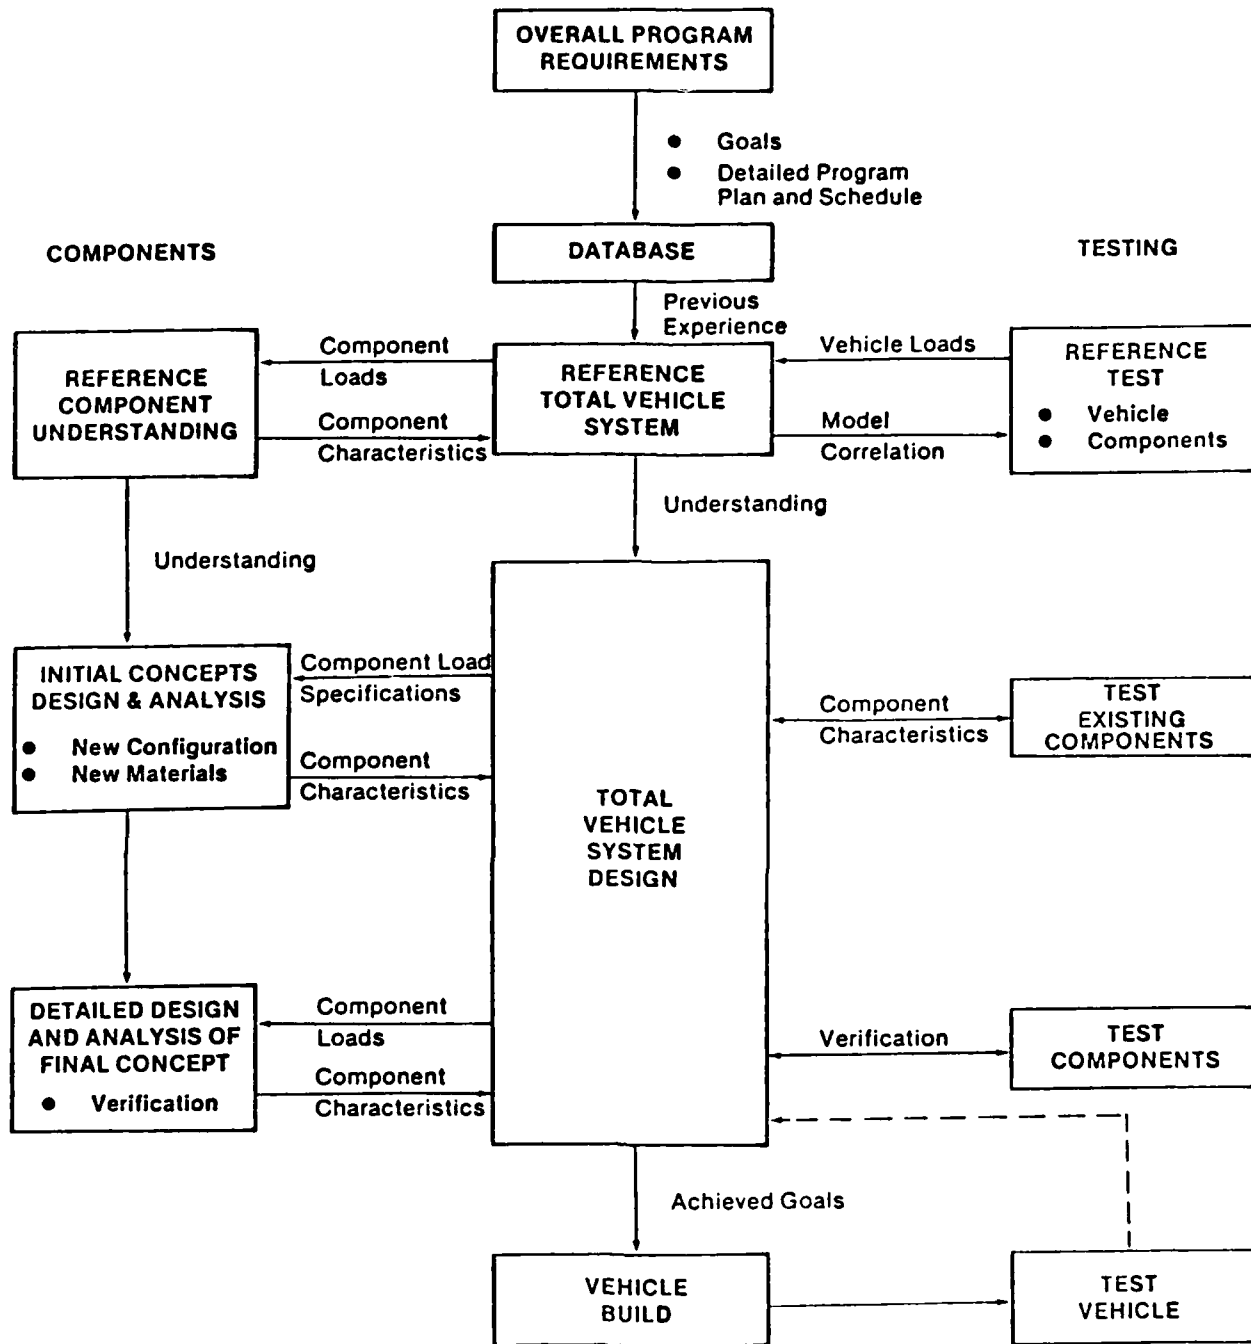 OVERALL PROGRAM
REQUIREMENTS
● Goals
● Detailed Program
Plan and Schedule
COMPONENTS
DATABASE
TESTING
Previous
Experience
REFERENCE
COMPONENT
UNDERSTANDING
Component
Loads
Component
Characteristics
REFERENCE
TOTAL VEHICLE
SYSTEM
Vehicle Loads
Model
Correlation
REFERENCE
TEST
● Vehicle
● Components
Understanding
Understanding
INITIAL CONCEPTS
DESIGN & ANALYSIS
● New Configuration
● New Materials
Component Load
Specifications
Component
Characteristics
TOTAL
VEHICLE
SYSTEM
DESIGN
Component
Characteristics
TEST
EXISTING
COMPONENTS
DETAILED DESIGN
AND ANALYSIS OF
FINAL CONCEPT
● Verification
Component
Loads
Component
Characteristics
Verification
TEST
COMPONENTS
Achieved Goals
VEHICLE
BUILD
TEST
VEHICLE